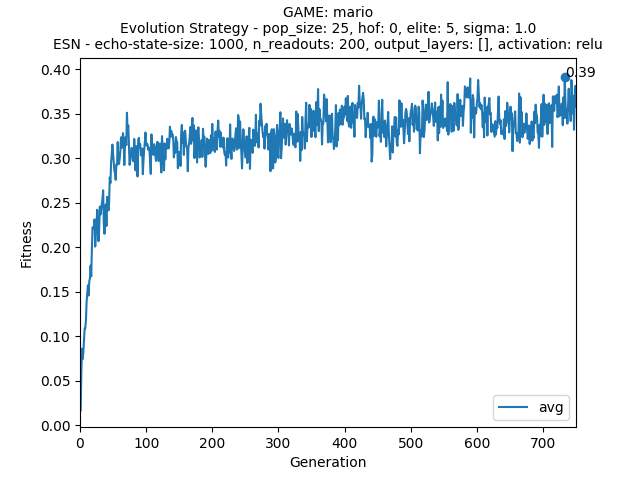 GAME: mario
Evolution Strategy - pop_size: 25, hof: 0, elite: 5, sigma: 1.0
ESN - echo-state-size: 1000, n_readouts: 200, output_layers: [], activation: relu
0.39
0.40
0.35
0.30
0.25
0.20
0.15
0.10
0.05
0.00
Fitness
avg
0 100 200 300 400 500 600 700
Generation